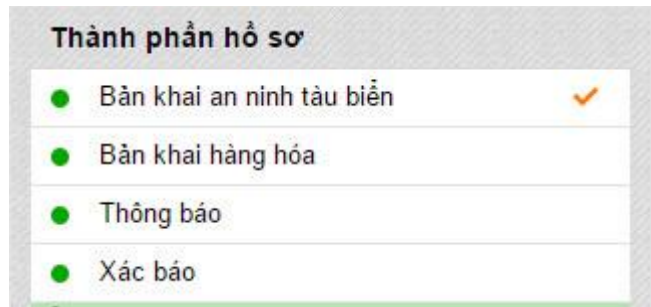 Thành phần hồ sơ
Bản khai an ninh tàu biển
Bản khai hàng hóa
Thông báo
Xác báo